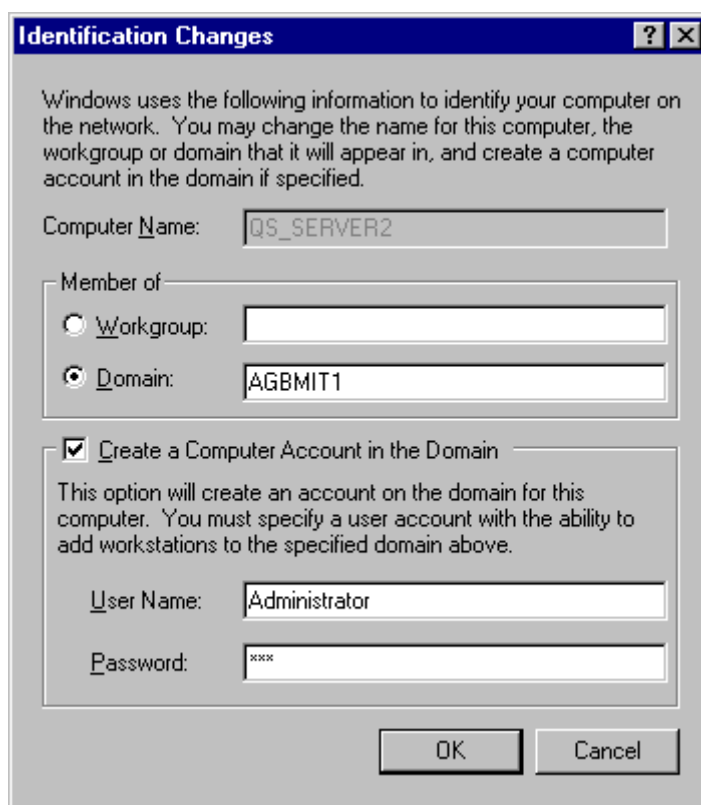 Identification Changes
Windows uses the following information to identify your computer on
the network. You may change the name for this computer, the
workgroup or domain that it will appear in, and create a computer
account in the domain if specified.
Computer Name: QS_SERVER2
Member of
Workgroup:
Domain: AGBMIT1
Create a Computer Account in the Domain
This option will create an account on the domain for this
computer. You must specify a user account with the ability to
add workstations to the specified domain above.
User Name: Administrator
Password: ***
OK Cancel